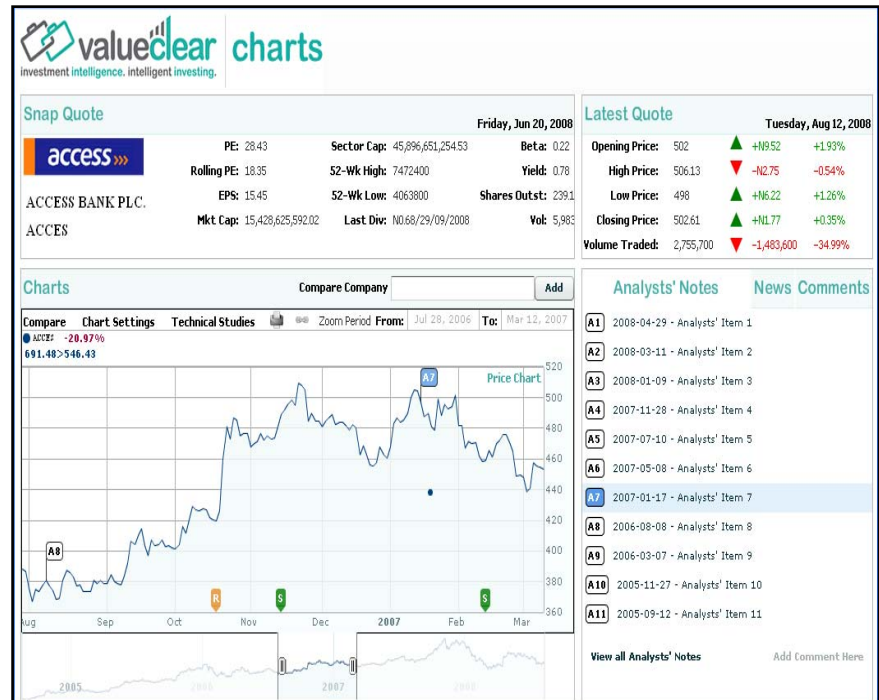 valueclear charts
investment intelligence. intelligent investing.
Snap Quote
Friday, Jun 20, 2008
access
ACCESS BANK PLC.
ACCES
PE: 28.43 Sector Cap: 45,896,651,254.53 Beta: 0.22
Rolling PE: 18.35 52-Wk High: 7472400 Yield: 0.78
EPS: 15.45 52-Wk Low: 4063800 Shares Outst: 239.1
Mkt Cap: 15,428,625,592.02 Last Div: N0.68/29/09/2008 Vol: 5,983
Latest Quote
Tuesday, Aug 12, 2008
Opening Price: 502 +N9.52 +1.93%
High Price: 506.13 -N2.75 -0.54%
Low Price: 498 +N6.22 +1.26%
Closing Price: 502.61 +N1.77 +0.35%
Volume Traded: 2,755,700 -1,483,600 -34.99%
Charts Compare Company Add
Compare Chart Settings Technical Studies Zoom Period From: Jul 28, 2006 To: Mar 12, 2007
ACCES -20.97%
691.48>546.43
Price Chart
520
500
480
460
440
420
400
380
360
A7
A8
R S S
Aug Sep Oct Nov Dec 2007 Feb Mar
2005 2006 2007 2008
Analysts' Notes News Comments
A1 2008-04-29 - Analysts' Item 1
A2 2008-03-11 - Analysts' Item 2
A3 2008-01-09 - Analysts' Item 3
A4 2007-11-28 - Analysts' Item 4
A5 2007-07-10 - Analysts' Item 5
A6 2007-05-08 - Analysts' Item 6
A7 2007-01-17 - Analysts' Item 7
A8 2006-08-08 - Analysts' Item 8
A9 2006-03-07 - Analysts' Item 9
A10 2005-11-27 - Analysts' Item 10
A11 2005-09-12 - Analysts' Item 11
View all Analysts' Notes Add Comment Here